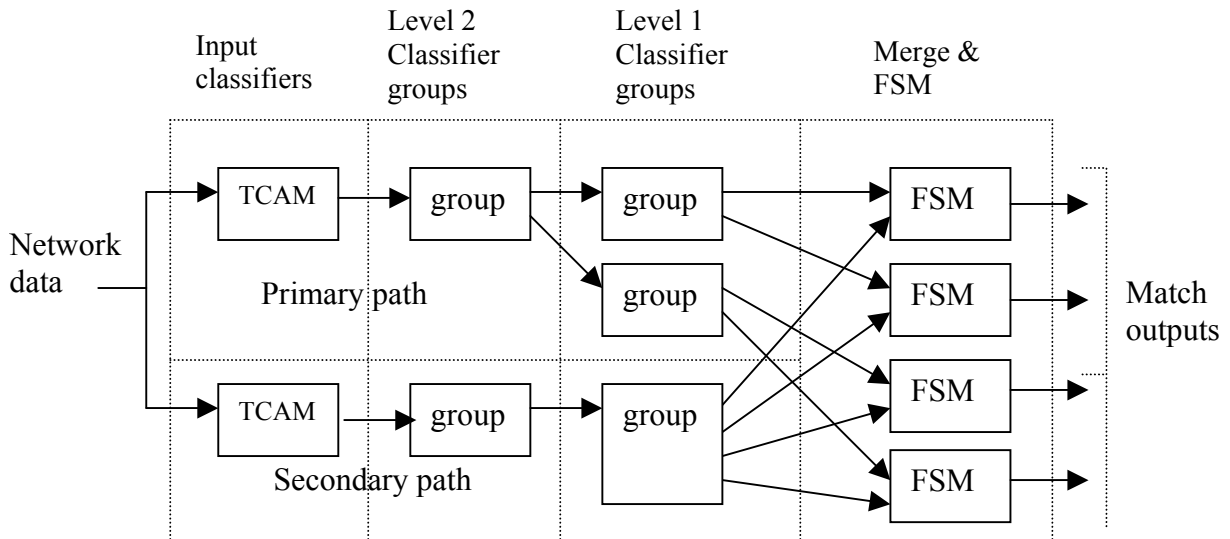 Input
classifiers
Level 2
Classifier
groups
Level 1
Classifier
groups
Merge &
FSM
Network
data
TCAM
group
group
FSM
group
FSM
Primary path
Match
outputs
TCAM
group
group
FSM
FSM
Secondary path